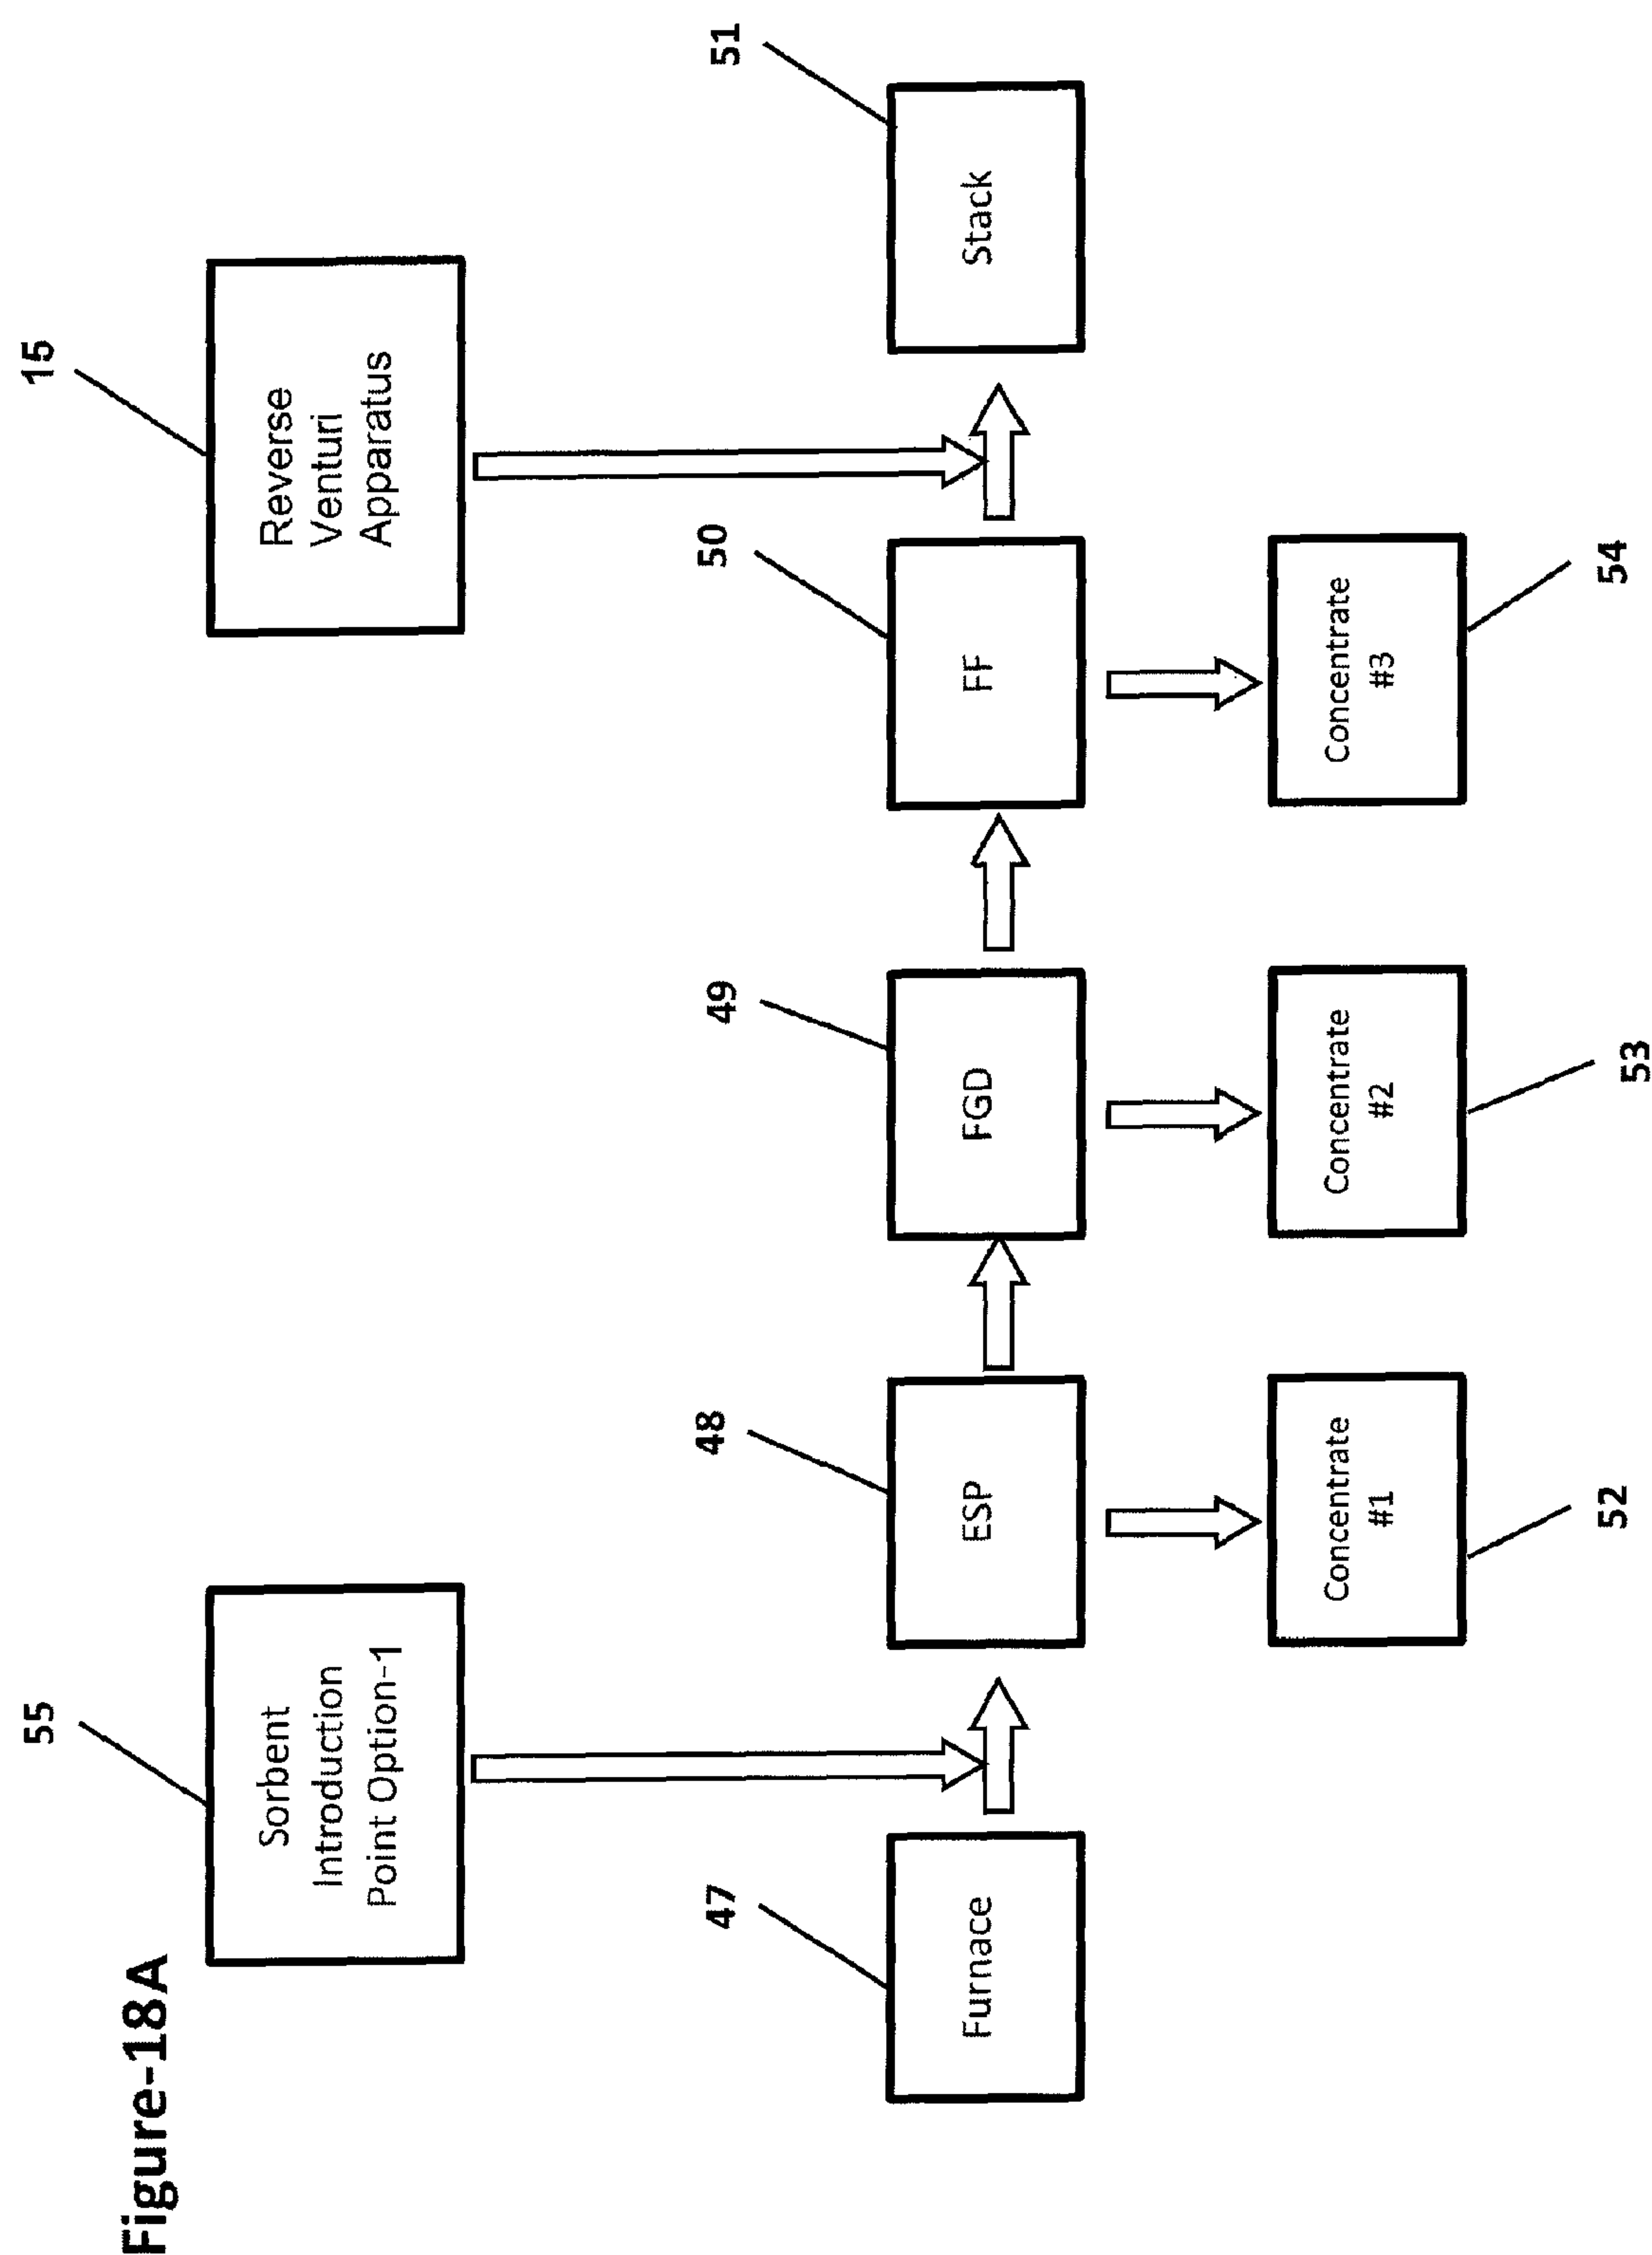 Figure-18A
55
15
Sorbent
Introduction
Point Option-1
Reverse
Venturi
Apparatus
47
48
49
50
51
Furnace
ESP
FGD
FF
Stack
Concentrate
#1
Concentrate
#2
Concentrate
#3
52
53
54